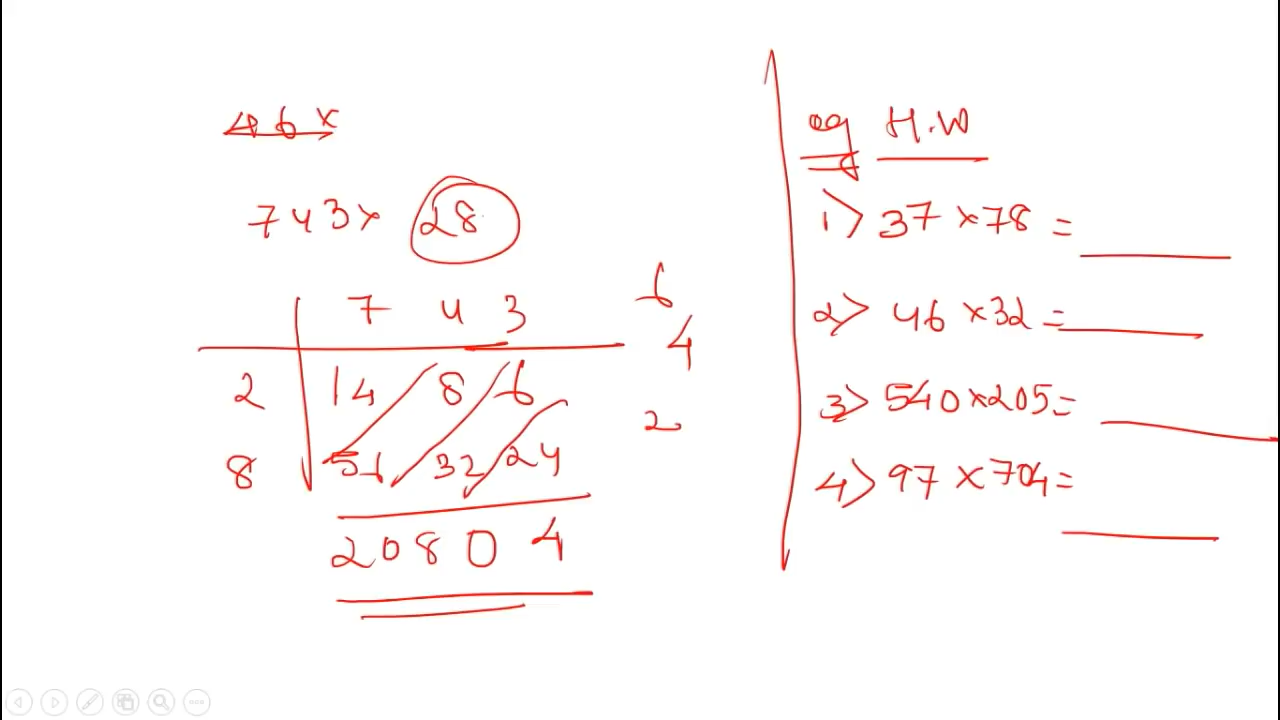 46x
743x 28
7 4 3
6
4
2 14 8 6
2
8 56 32 24
20804
eg H.W
1> 37 x 78 =
2> 46 x 32 =
3> 540 x 205 =
4> 97 x 704 =